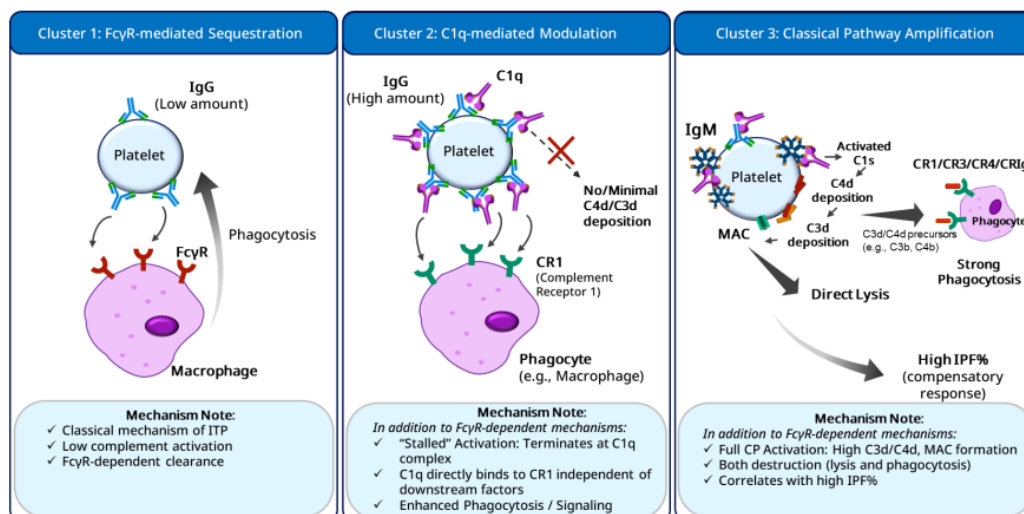 Cluster 1: FcγR-mediated Sequestration
IgG
(Low amount)
Platelet
Phagocytosis
FcγR
Macrophage
Mechanism Note:
✓ Classical mechanism of ITP
✓ Low complement activation
✓ FcγR-dependent clearance
Cluster 2: C1q-mediated Modulation
IgG
(High amount)
C1q
Platelet
No/Minimal
C4d/C3d
deposition
CR1
(Complement
Receptor 1)
Phagocyte
(e.g., Macrophage)
Mechanism Note:
In addition to FcγR-dependent mechanisms:
✓ “Stalled” Activation: Terminates at C1q
complex
✓ C1q directly binds to CR1 independent of
downstream factors
✓ Enhanced Phagocytosis / Signaling
Cluster 3: Classical Pathway Amplification
IgM
Platelet
Activated
C1s
C4d
deposition
C3d
deposition
MAC
CR1/CR3/CR4/CRIg
Phagocyte
C3d/C4d precursors
(e.g., C3b, C4b)
Strong
Phagocytosis
Direct Lysis
High IPF%
(compensatory
response)
Mechanism Note:
In addition to FcγR-dependent mechanisms:
✓ Full CP Activation: High C3d/C4d, MAC formation
✓ Both destruction (lysis and phagocytosis)
✓ Correlates with high IPF%